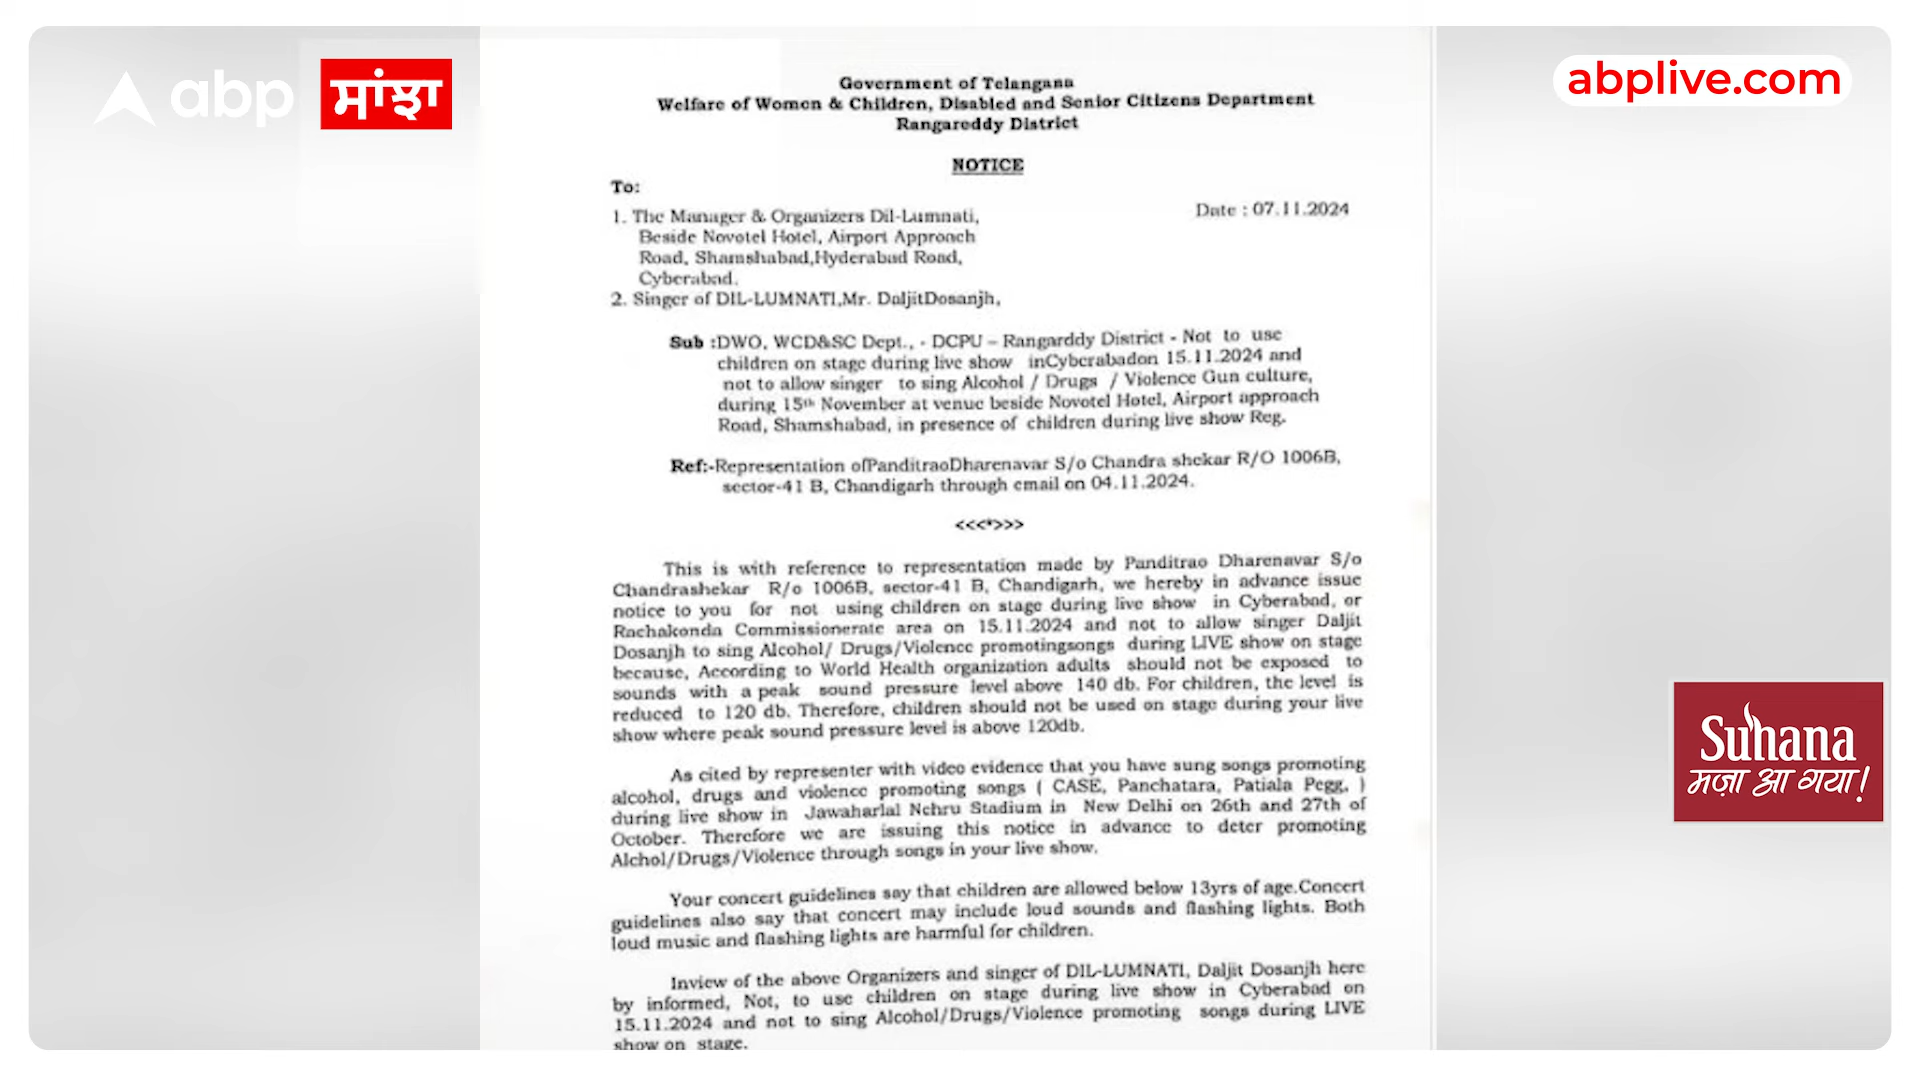 abp ਸਾਂਝਾ
abplive.com
Government of Telangana
Welfare of Women & Children, Disabled and Senior Citizens Department
Rangareddy District
NOTICE
To:
Date : 07.11.2024
1. The Manager & Organizers Dil-Lumnati,
Beside Novotel Hotel, Airport Approach
Road, Shamshabad,Hyderabad Road,
Cyberabad.
2. Singer of DIL-LUMNATI,Mr. DaljitDosanjh,
Sub :DWO, WCD&SC Dept., - DCPU – Rangarddy District - Not to use
children on stage during live show inCyberabadon 15.11.2024 and
not to allow singer to sing Alcohol / Drugs / Violence Gun culture,
during 15th November at venue beside Novotel Hotel, Airport approach
Road, Shamshabad, in presence of children during live show Reg.
Ref:-Representation ofPanditraoDharenavar S/o Chandra shekar R/O 1006B,
sector-41 B, Chandigarh through email on 04.11.2024.
<<<*>>>
This is with reference to representation made by Panditrao Dharenavar S/o
Chandrashekar R/o 1006B, sector-41 B, Chandigarh, we hereby in advance issue
notice to you for not using children on stage during live show in Cyberabad, or
Rachakonda Commissionerate area on 15.11.2024 and not to allow singer Daljit
Dosanjh to sing Alcohol/ Drugs/Violence promotingsongs during LIVE show on stage
because, According to World Health organization adults should not be exposed to
sounds with a peak sound pressure level above 140 db. For children, the level is
reduced to 120 db. Therefore, children should not be used on stage during your live
show where peak sound pressure level is above 120db.
As cited by representer with video evidence that you have sung songs promoting
alcohol, drugs and violence promoting songs ( CASE, Panchatara, Patiala Pegg, )
during live show in Jawaharlal Nehru Stadium in New Delhi on 26th and 27th of
October. Therefore we are issuing this notice in advance to deter promoting
Alchol/Drugs/Violence through songs in your live show.
Your concert guidelines say that children are allowed below 13yrs of age.Concert
guidelines also say that concert may include loud sounds and flashing lights. Both
loud music and flashing lights are harmful for children.
Inview of the above Organizers and singer of DIL-LUMNATI, Daljit Dosanjh here
by informed, Not, to use children on stage during live show in Cyberabad on
15.11.2024 and not to sing Alcohol/Drugs/Violence promoting songs during LIVE
show on stage.
Suhana
मज़ा आ गया!